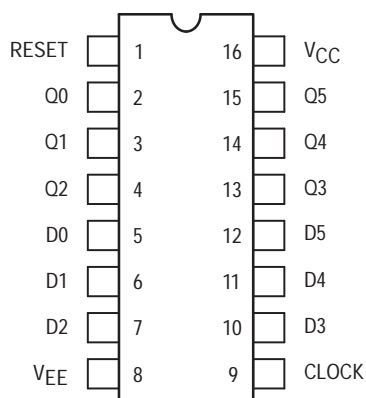 RESET 1 16 VCC
Q0 2 15 Q5
Q1 3 14 Q4
Q2 4 13 Q3
D0 5 12 D5
D1 6 11 D4
D2 7 10 D3
VEE 8 9 CLOCK